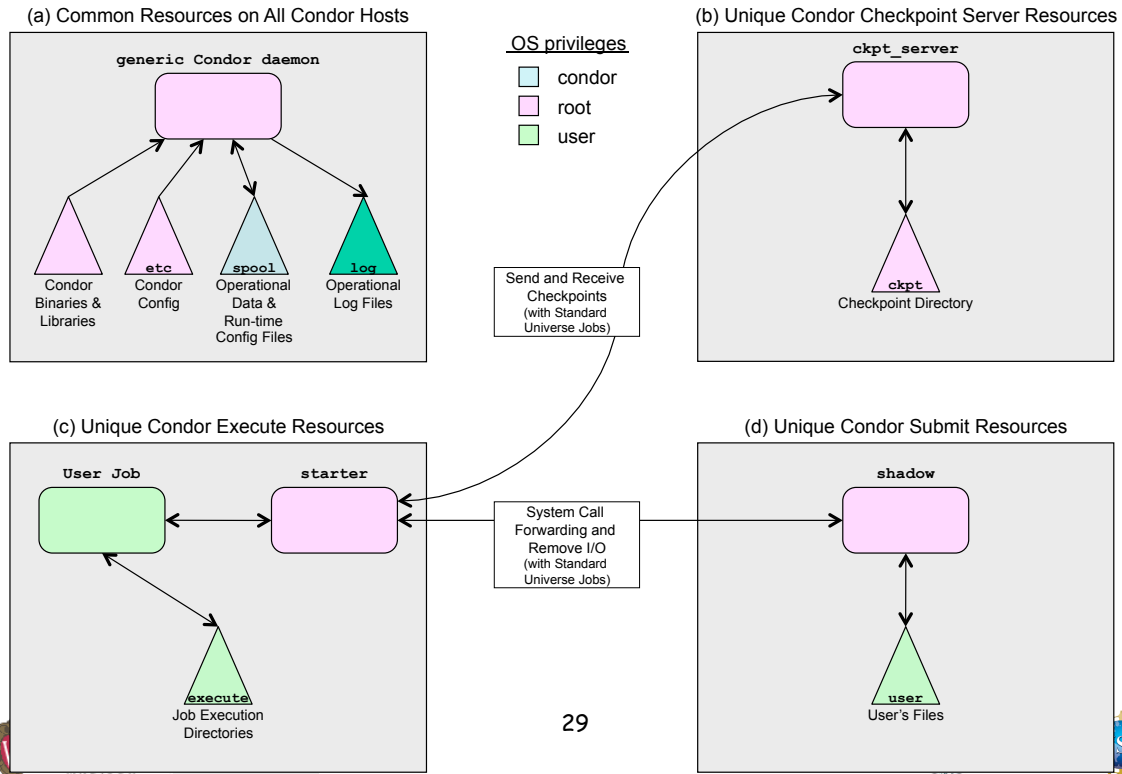 (a) Common Resources on All Condor Hosts
generic Condor daemon
Condor
Binaries &
Libraries
etc
Condor
Config
spool
Operational
Data &
Run-time
Config Files
log
Operational
Log Files
OS privileges
condor
root
user
(b) Unique Condor Checkpoint Server Resources
ckpt_server
ckpt
Checkpoint Directory
Send and Receive
Checkpoints
(with Standard
Universe Jobs)
(c) Unique Condor Execute Resources
User Job
starter
execute
Job Execution
Directories
System Call
Forwarding and
Remove I/O
(with Standard
Universe Jobs)
(d) Unique Condor Submit Resources
shadow
user
User's Files
29